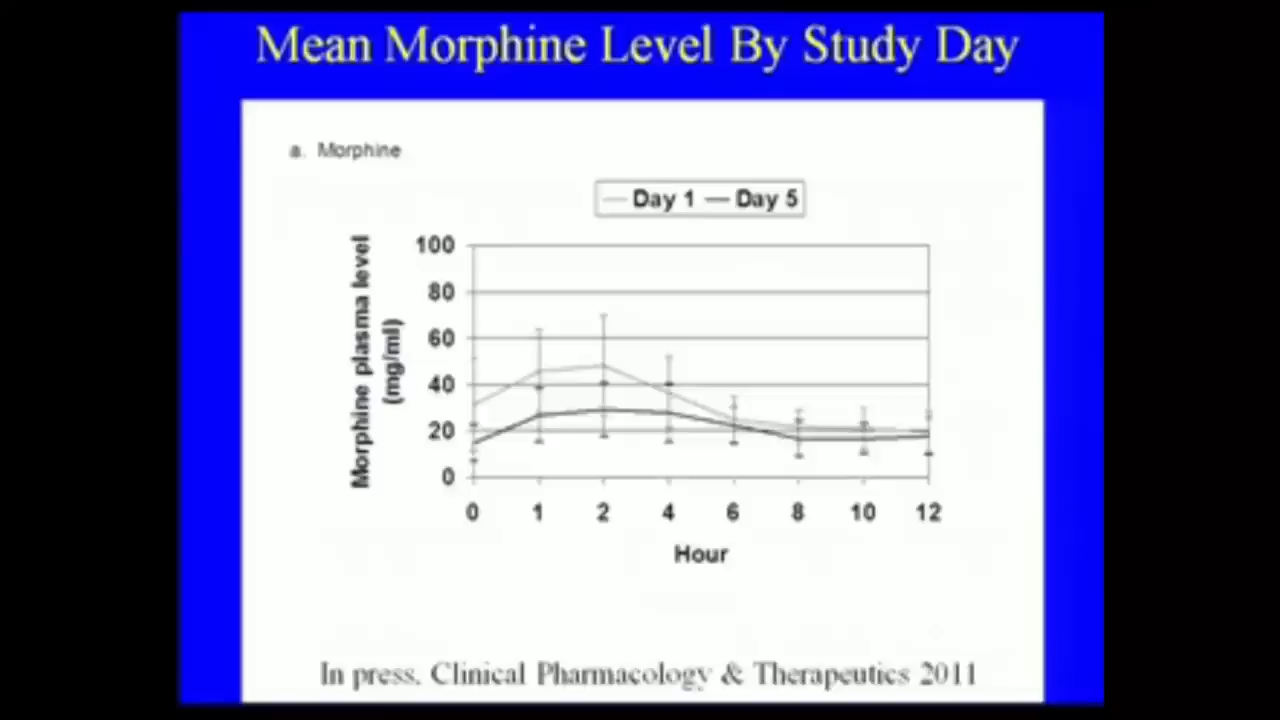 Mean Morphine Level By Study Day
a. Morphine
Day 1 Day 5
Morphine plasma level
(mg/ml)
100
80
60
40
20
0
0 1 2 4 6 8 10 12
Hour
In press. Clinical Pharmacology & Therapeutics 2011